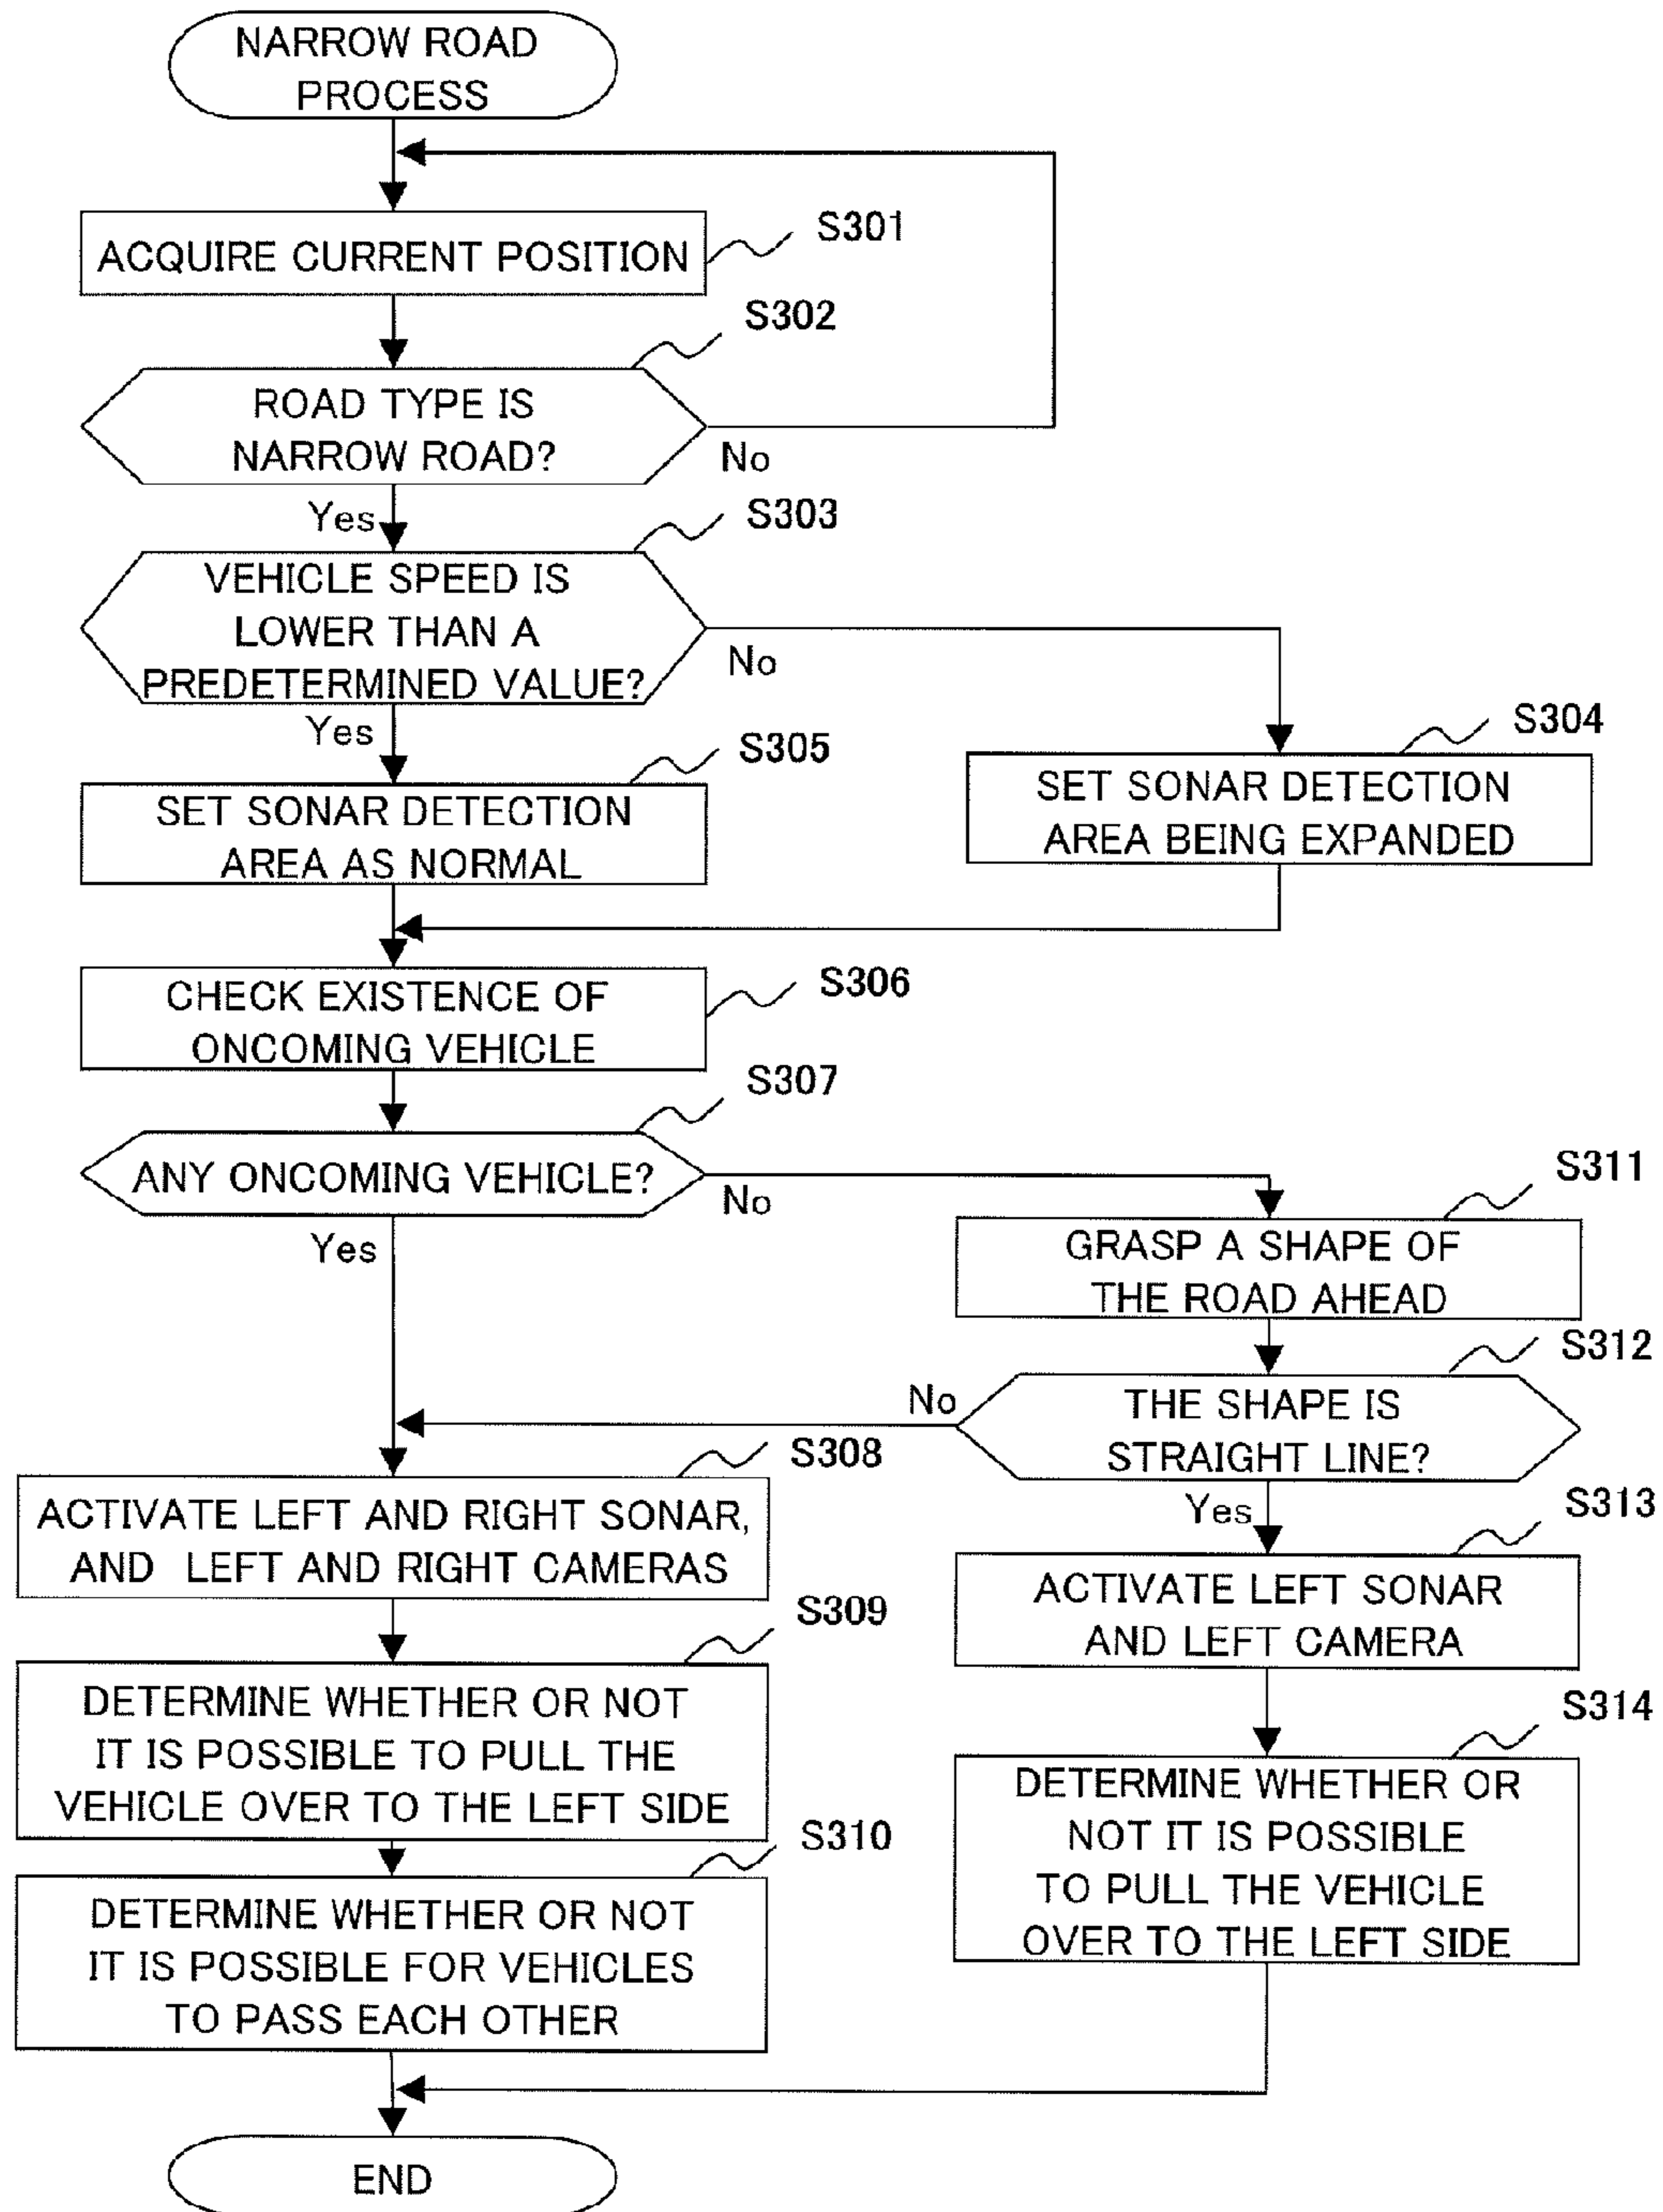 NARROW ROAD
PROCESS
ACQUIRE CURRENT POSITION
S301
S302
ROAD TYPE IS
NARROW ROAD?
No
Yes
S303
VEHICLE SPEED IS
LOWER THAN A
PREDETERMINED VALUE?
No
Yes
S304
SET SONAR DETECTION
AREA BEING EXPANDED
S305
SET SONAR DETECTION
AREA AS NORMAL
S306
CHECK EXISTENCE OF
ONCOMING VEHICLE
S307
ANY ONCOMING VEHICLE?
No
Yes
S311
GRASP A SHAPE OF
THE ROAD AHEAD
S312
THE SHAPE IS
STRAIGHT LINE?
No
Yes
S308
ACTIVATE LEFT AND RIGHT SONAR,
AND LEFT AND RIGHT CAMERAS
S313
ACTIVATE LEFT SONAR
AND LEFT CAMERA
S309
DETERMINE WHETHER OR NOT
IT IS POSSIBLE TO PULL THE
VEHICLE OVER TO THE LEFT SIDE
S314
DETERMINE WHETHER OR
NOT IT IS POSSIBLE
TO PULL THE VEHICLE
OVER TO THE LEFT SIDE
S310
DETERMINE WHETHER OR NOT
IT IS POSSIBLE FOR VEHICLES
TO PASS EACH OTHER
END